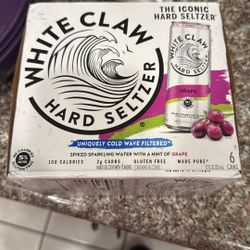 THE ICONIC
HARD SELTZER
WHITE CLAW®
HARD SELTZER
WHITE CLAW
HARD SELTZER
GRAPE
UNIQUELY COLD WAVE FILTERED™
SPIKED SPARKLING WATER WITH A HINT OF GRAPE
100 CALORIES
2g CARBS
GLUTEN FREE
MADE PURE®
5%
6
CANS